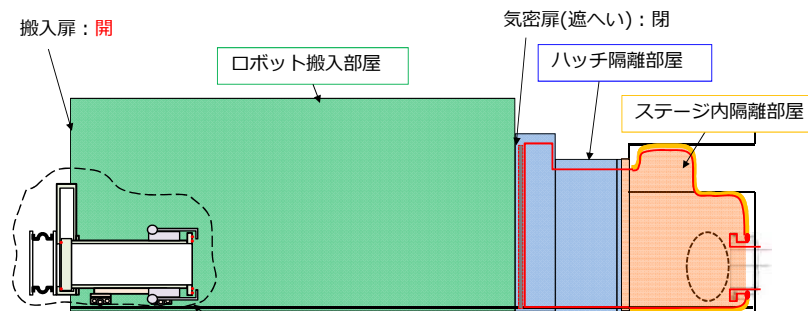 搬入扉：開
気密扉(遮へい)：閉
ロボット搬入部屋
ハッチ隔離部屋
ステージ内隔離部屋